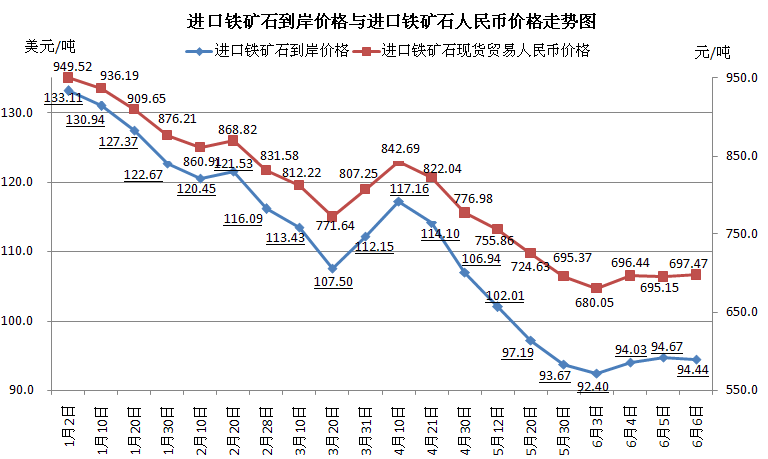 进口铁矿石到岸价格与进口铁矿石人民币价格走势图
美元/吨
元/吨
进口铁矿石到岸价格
进口铁矿石现货贸易人民币价格
130.0
120.0
110.0
100.0
90.0
950.0
850.0
750.0
650.0
550.0
949.52
936.19
909.65
876.21
860.91
868.82
831.58
812.22
771.64
807.25
842.69
822.04
776.98
755.86
724.63
695.37
680.05
696.44
695.15
697.47
133.11
130.94
127.37
122.67
120.45
121.53
116.09
113.43
107.50
112.15
117.16
114.10
106.94
102.01
97.19
93.67
92.40
94.03
94.67
94.44
1月2日
1月10日
1月20日
1月30日
2月10日
2月20日
2月28日
3月10日
3月20日
3月31日
4月10日
4月21日
4月30日
5月12日
5月20日
5月30日
6月3日
6月4日
6月5日
6月6日